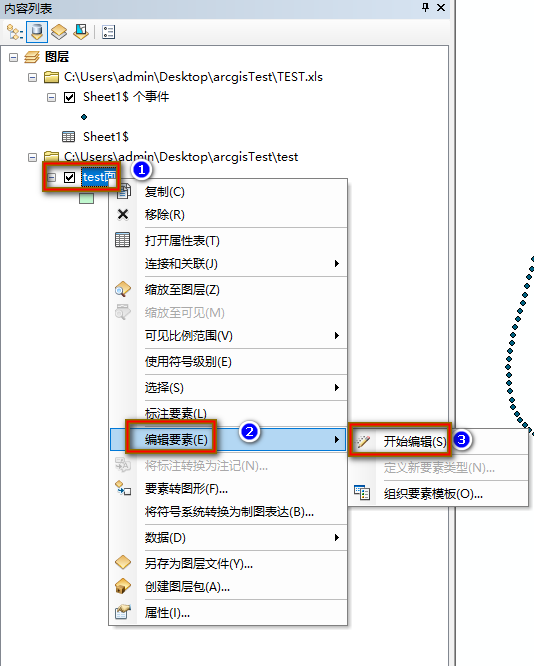 内容列表
图层
C:\Users\admin\Desktop\arcgisTest\TEST.xls
Sheet1$ 个事件
Sheet1$
C:\Users\admin\Desktop\arcgisTest\test
test面
1
复制(C)
移除(R)
打开属性表(T)
连接和关联(J)
缩放至图层(Z)
缩放至可见(M)
可见比例范围(V)
使用符号级别(E)
选择(S)
标注要素(L)
编辑要素(E)
2
开始编辑(S)
3
将标注转换为注记(N)...
定义新要素类型(N)...
要素转图形(F)...
组织要素模板(O)...
将符号系统转换为制图表达(B)...
数据(D)
另存为图层文件(Y)...
创建图层包(A)...
属性(I)...